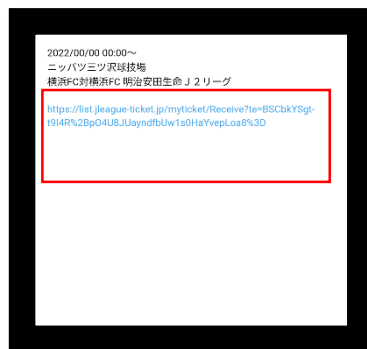 2022/00/00 00:00～
ニッパツ三ツ沢球技場
横浜FC対横浜FC 明治安田生命Ｊ２リーグ
https://list.jleague-ticket.jp/myticket/Receive?te=BSCbkYSgt-
t9I4R%2BpO4U8JUayndfbUw1s0HaYvepLoa8%3D